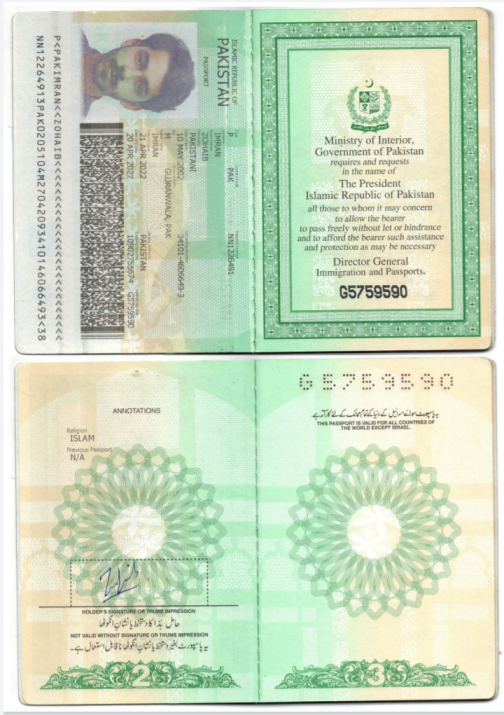 ISLAMIC REPUBLIC OF
PAKISTAN
PASSPORT
P PAK NN1226491
IMRAN
ZOHAIB
PAKISTANI
10 MAY 2002 34101-4606649-3
M GUJRANWALA, PAK
IMRAN
21 APR 2022 PAKISTAN
20 APR 2027 G5759590
P<PAKIMRAN<<ZOHAIB<<<<<<<<<<<<<<<<<<<<<<<<<<
NN12264913PAK0205104M27042093410146066493<38
Ministry of Interior,
Government of Pakistan
requires and requests
in the name of
The President
Islamic Republic of Pakistan
all those to whom it may concern
to allow the bearer
to pass freely without let or hindrance
and to afford the bearer such assistance
and protection as may be necessary
Director General
Immigration and Passports.
G5759590
ANNOTATIONS
Religion
ISLAM
Previous Passport
N/A
HOLDER'S SIGNATURE OR THUMB IMPRESSION
حامل ہٰذا کا دستخط یا نشان انگوٹھا
NOT VALID WITHOUT SIGNATURE OR THUMB IMPRESSION
یہ پاسپورٹ بغیر دستخط یا نشان انگوٹھا ناقابل استعمال ہے۔
2
G5759590
یہ پاسپورٹ سوائے اسرائیل کے دنیا کے تمام ممالک کے لئے کارآمد ہے
THIS PASSPORT IS VALID FOR ALL COUNTRIES OF
THE WORLD EXCEPT ISRAEL.
3